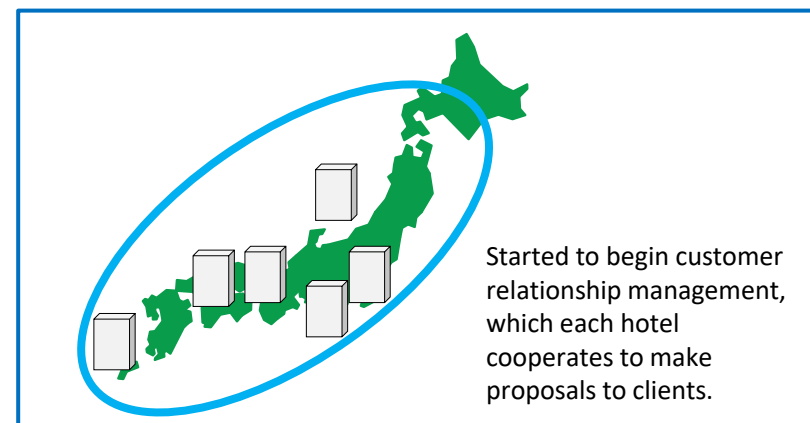 Started to begin customer
relationship management,
which each hotel
cooperates to make
proposals to clients.